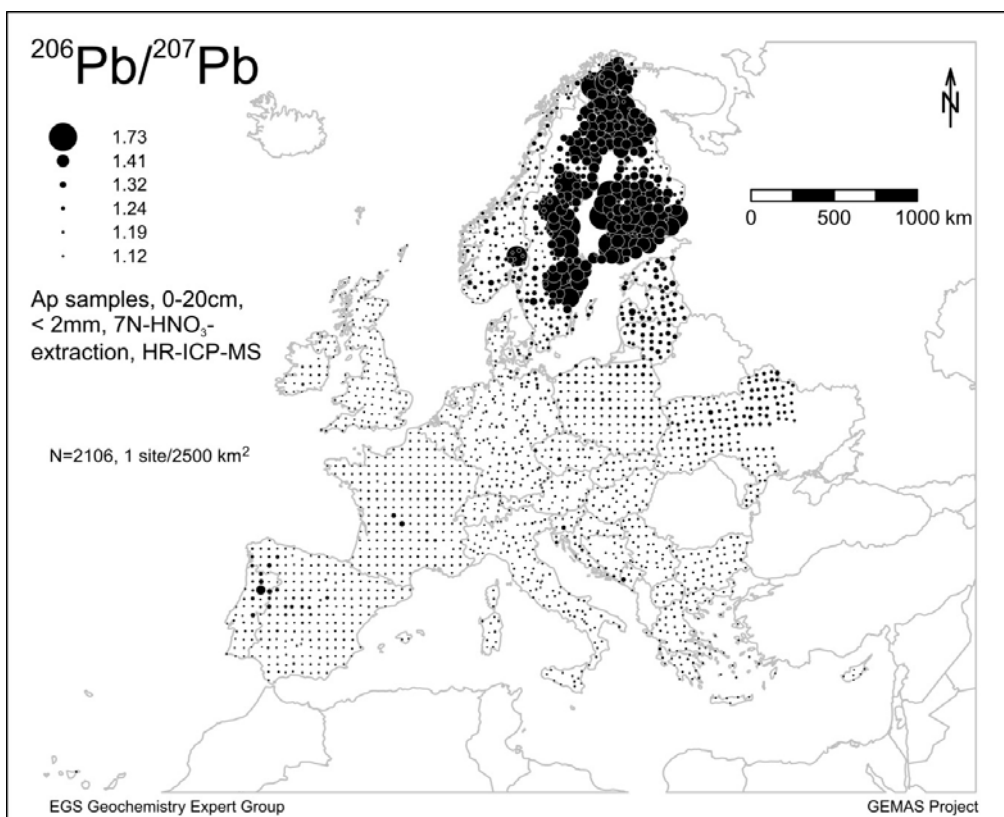 ²⁰⁶Pb/²⁰⁷Pb
1.73
1.41
1.32
1.24
1.19
1.12
Ap samples, 0-20cm,
< 2mm, 7N-HNO₃-
extraction, HR-ICP-MS
N=2106, 1 site/2500 km²
N
0 500 1000 km
EGS Geochemistry Expert Group
GEMAS Project